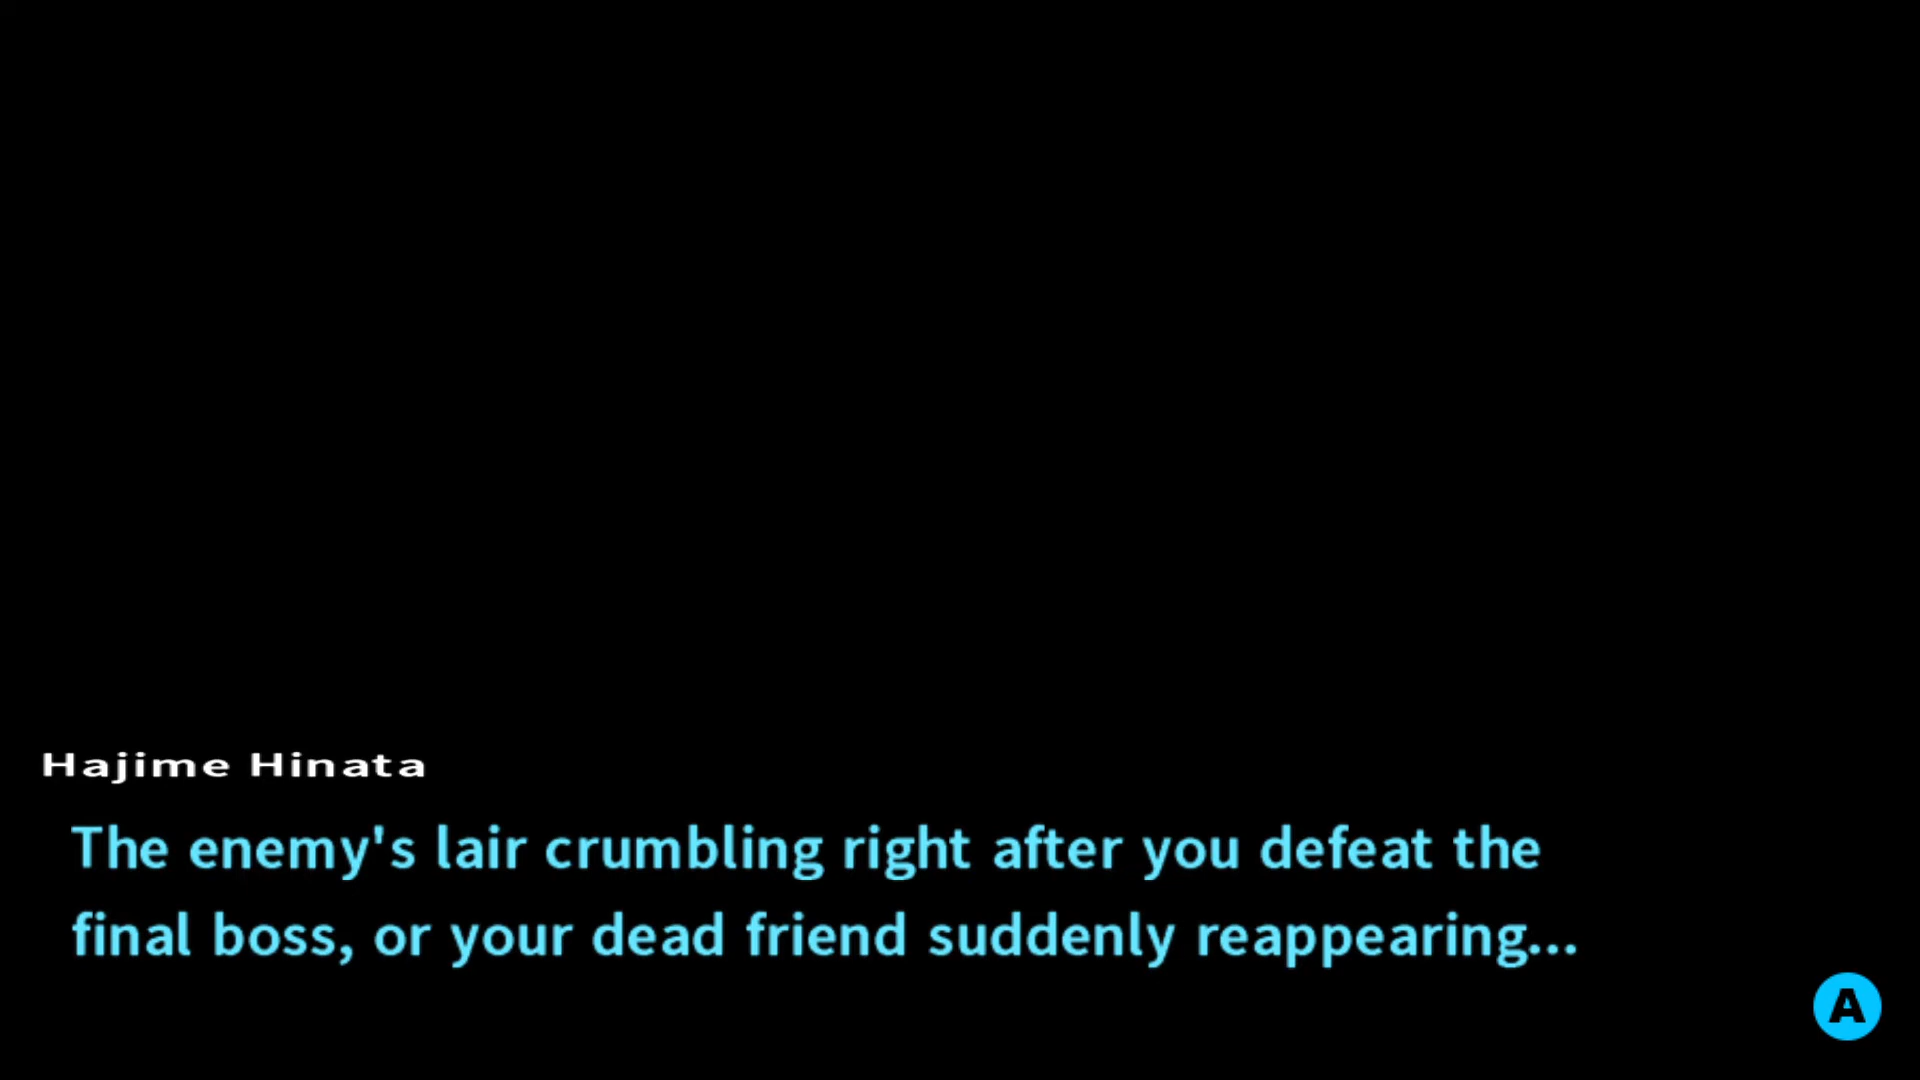 Hajime Hinata
The enemy's lair crumbling right after you defeat the
final boss, or your dead friend suddenly reappearing...
A